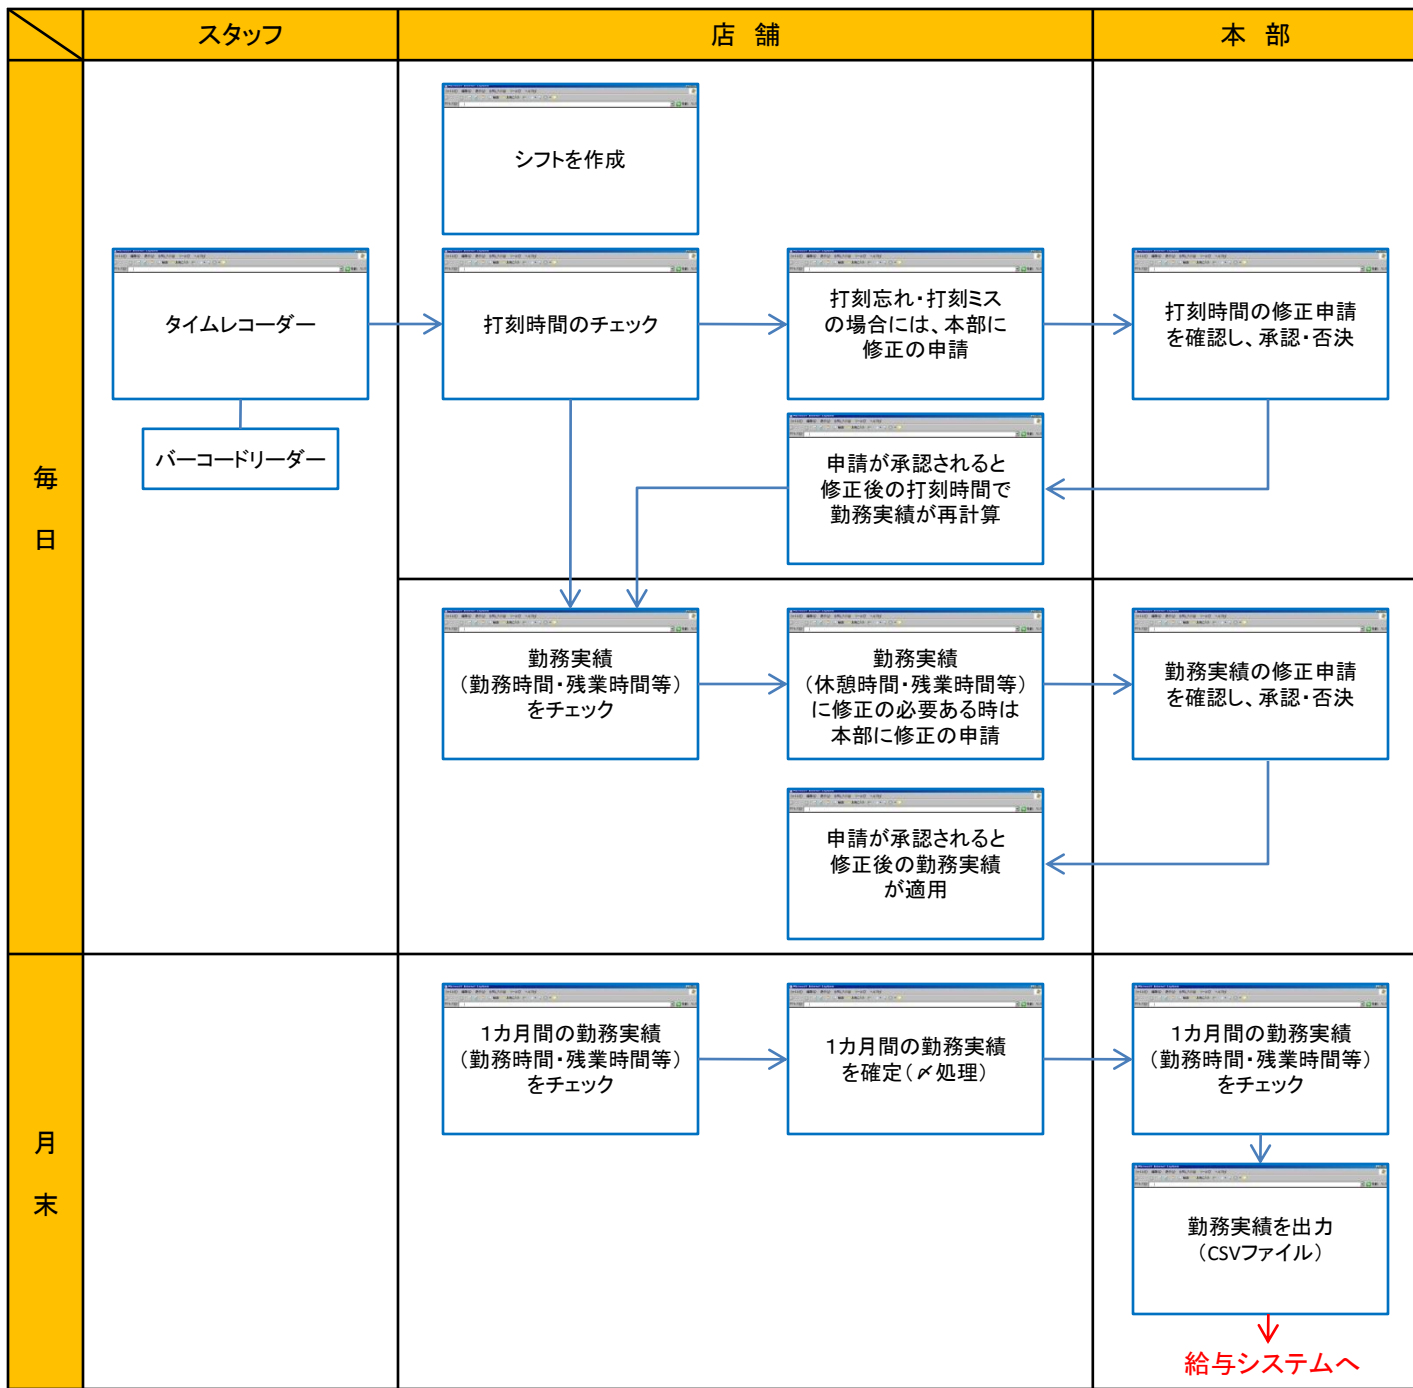 スタッフ
店 舗
本 部
毎
日
シフトを作成
タイムレコーダー
バーコードリーダー
打刻時間のチェック
打刻忘れ・打刻ミス
の場合には、本部に
修正の申請
打刻時間の修正申請
を確認し、承認・否決
申請が承認されると
修正後の打刻時間で
勤務実績が再計算
勤務実績
（勤務時間・残業時間等）
をチェック
勤務実績
（休憩時間・残業時間等）
に修正の必要ある時は
本部に修正の申請
勤務実績の修正申請
を確認し、承認・否決
申請が承認されると
修正後の勤務実績
が適用
月
末
1カ月間の勤務実績
（勤務時間・残業時間等）
をチェック
1カ月間の勤務実績
を確定（〆処理）
1カ月間の勤務実績
（勤務時間・残業時間等）
をチェック
勤務実績を出力
（CSVファイル）
給与システムへ